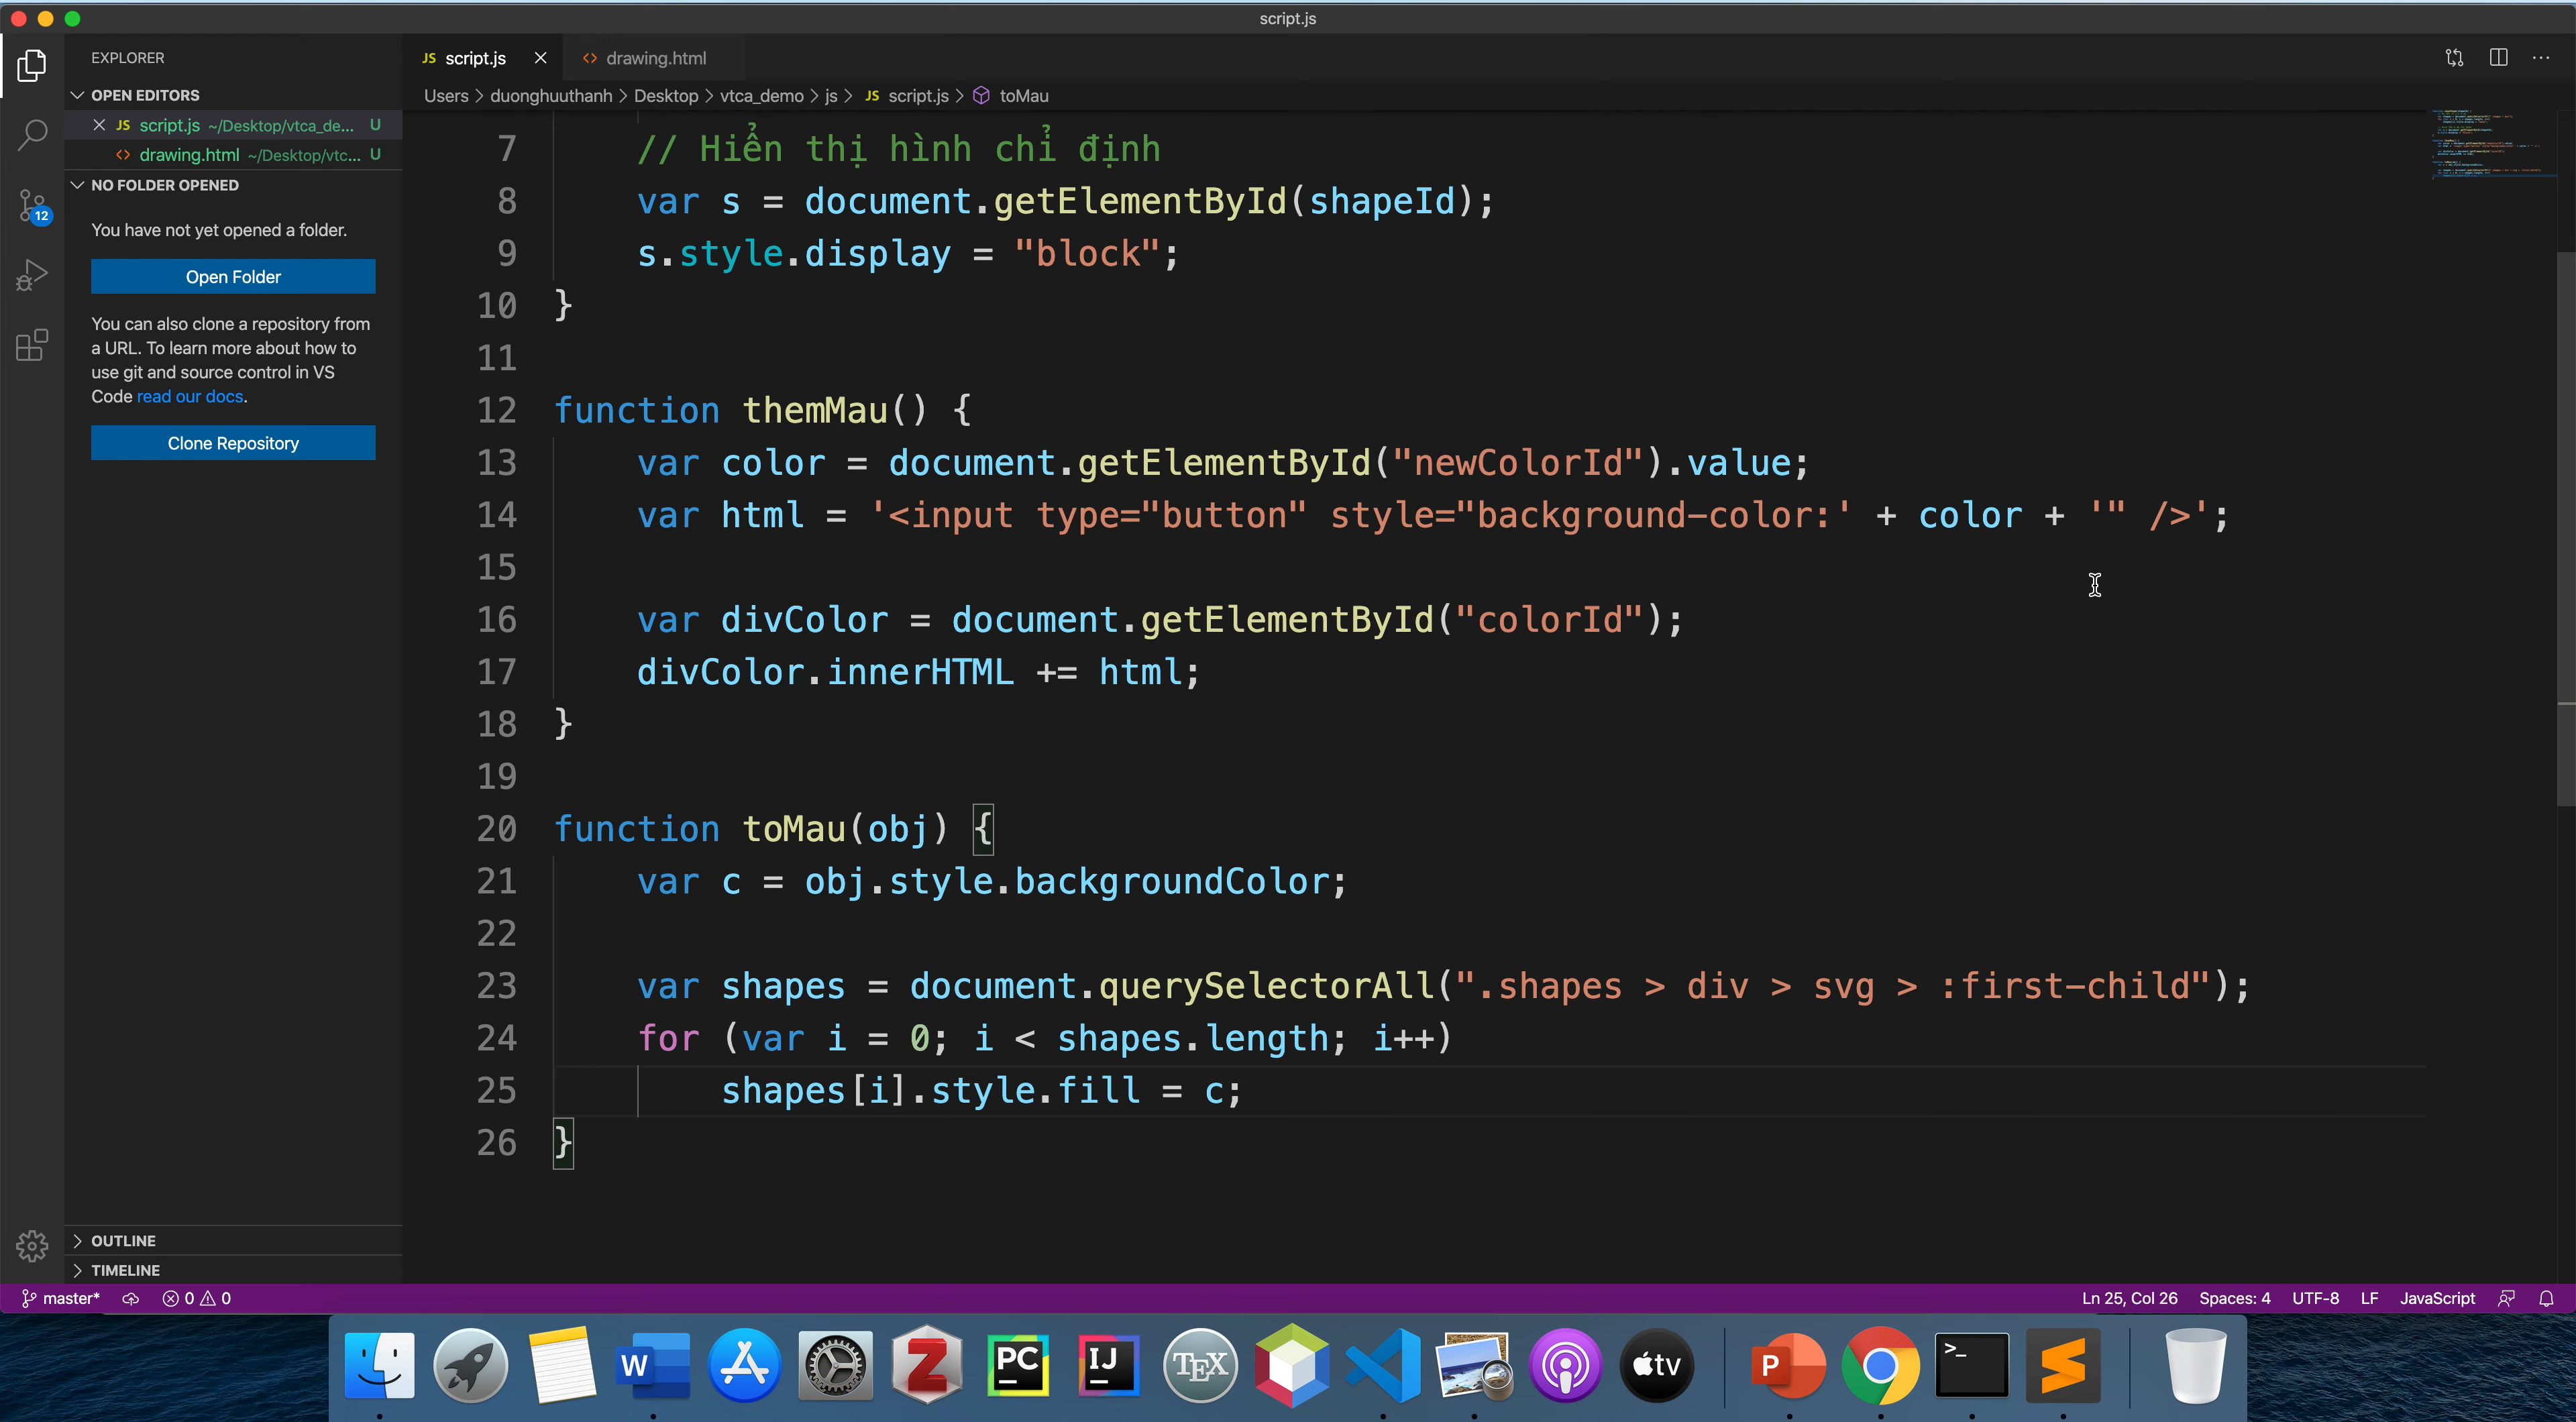 script.js
EXPLORER
OPEN EDITORS
JS script.js ~/Desktop/vtca_de... U
<> drawing.html ~/Desktop/vtc... U
NO FOLDER OPENED
You have not yet opened a folder.
Open Folder
You can also clone a repository from
a URL. To learn more about how to
use git and source control in VS
Code read our docs.
Clone Repository
12
OUTLINE
TIMELINE
JS script.js
<> drawing.html
Users > duonghuuthanh > Desktop > vtca_demo > js > JS script.js > toMau
7 // Hiển thị hình chỉ định
8 var s = document.getElementById(shapeId);
9 s.style.display = "block";
10 }
11
12 function themMau() {
13 var color = document.getElementById("newColorId").value;
14 var html = '<input type="button" style="background-color:' + color + '" />';
15
16 var divColor = document.getElementById("colorId");
17 divColor.innerHTML += html;
18 }
19
20 function toMau(obj) {
21 var c = obj.style.backgroundColor;
22
23 var shapes = document.querySelectorAll(".shapes > div > svg > :first-child");
24 for (var i = 0; i < shapes.length; i++)
25 shapes[i].style.fill = c;
26 }
master* 0 0
Ln 25, Col 26 Spaces: 4 UTF-8 LF JavaScript
W
Z
PC
IJ
TEX
tv
P
>_